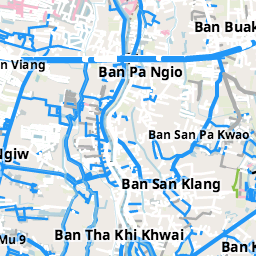 Ban Buak
n Viang
Ban Pa Ngio
Ban San Pa Kwao
Ngiw
Ban San Klang
Ban Tha Khi Khwai
Mu 9
Ban K